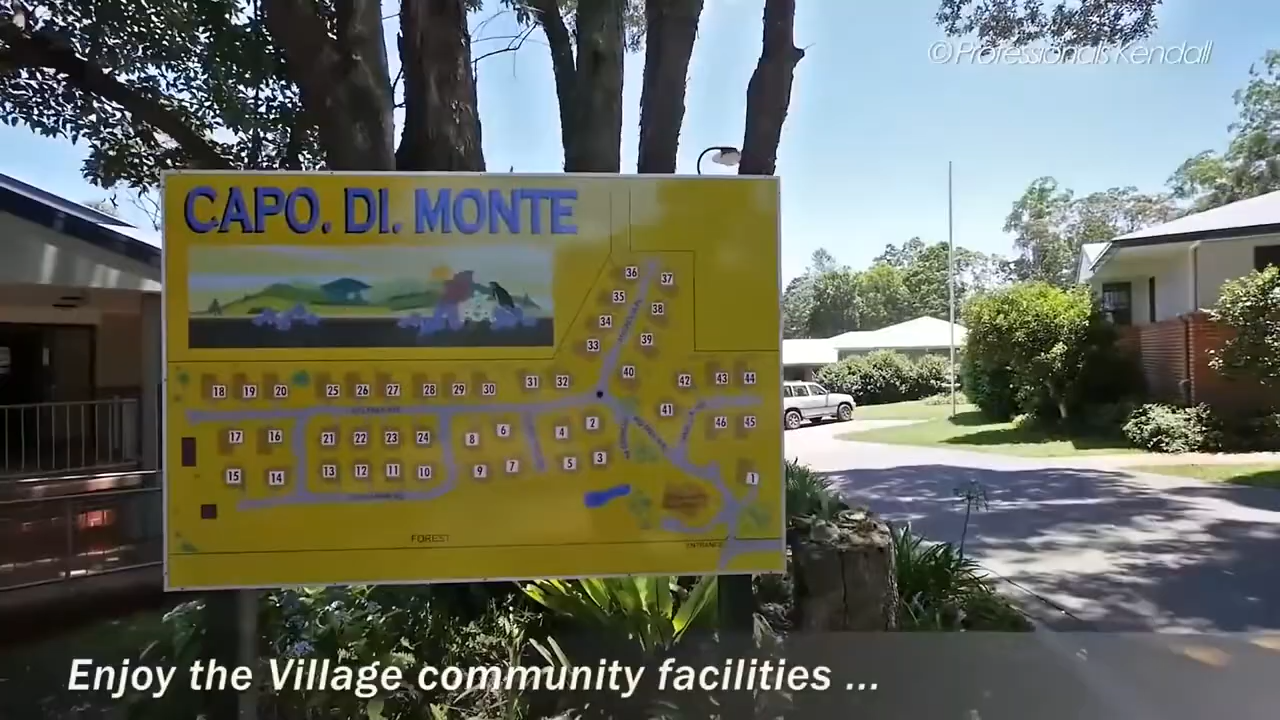 ©Professionals Kendall
CAPO. DI. MONTE
36 37
35
38
34
33 39
40
18 19 20 25 26 27 28 29 30 31 32 42 43 44
41
17 16 21 22 23 24 8 6 4 2 46 45
15 14 13 12 11 10 9 7 5 3 1
FOREST
ENTRANCE
Enjoy the Village community facilities ...